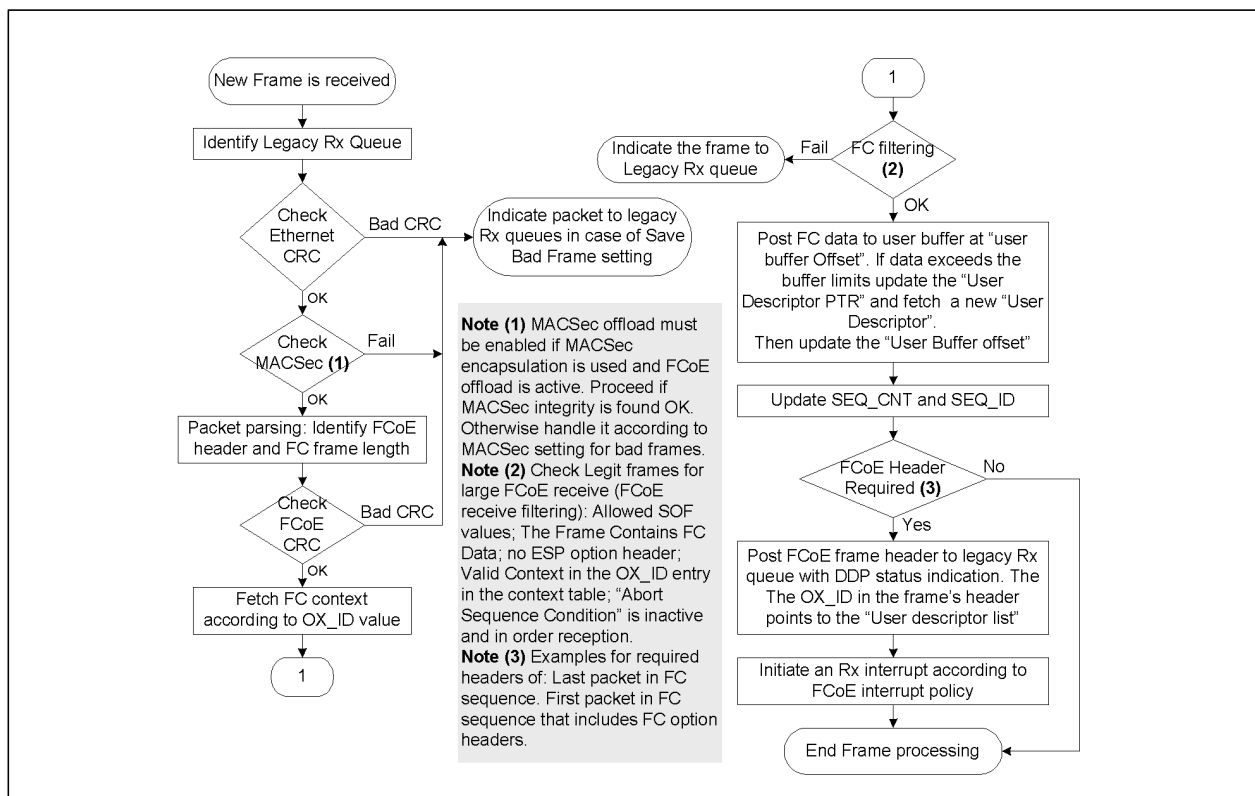 New Frame is received
Identify Legacy Rx Queue
Check
Ethernet
CRC
Bad CRC
OK
Indicate packet to legacy
Rx queues in case of Save
Bad Frame setting
Check
MACSec (1)
Fail
OK
Packet parsing: Identify FCoE
header and FC frame length
Check
FCoE
CRC
Bad CRC
OK
Fetch FC context
according to OX_ID value
1
Note (1) MACSec offload must
be enabled if MACSec
encapsulation is used and FCoE
offload is active. Proceed if
MACSec integrity is found OK.
Otherwise handle it according to
MACSec setting for bad frames.
Note (2) Check Legit frames for
large FCoE receive (FCoE
receive filtering): Allowed SOF
values; The Frame Contains FC
Data; no ESP option header;
Valid Context in the OX_ID entry
in the context table; “Abort
Sequence Condition” is inactive
and in order reception.
Note (3) Examples for required
headers of: Last packet in FC
sequence. First packet in FC
sequence that includes FC option
headers.
1
FC filtering
(2)
Fail
Indicate the frame to
Legacy Rx queue
OK
Post FC data to user buffer at “user
buffer Offset”. If data exceeds the
buffer limits update the “User
Descriptor PTR” and fetch a new “User
Descriptor”.
Then update the “User Buffer offset”
Update SEQ_CNT and SEQ_ID
FCoE Header
Required (3)
No
Yes
Post FCoE frame header to legacy Rx
queue with DDP status indication. The
The OX_ID in the frame’s header
points to the “User descriptor list”
Initiate an Rx interrupt according to
FCoE interrupt policy
End Frame processing